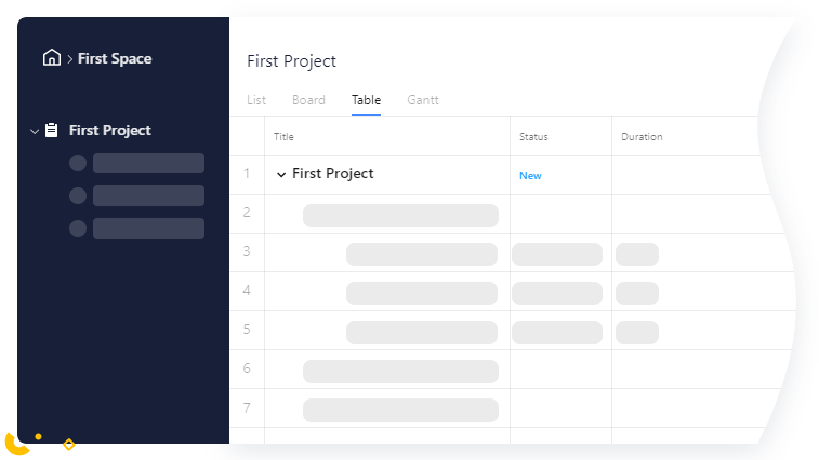 First Space
First Project
First Project
List Board Table Gantt
Title Status Duration
1 First Project New
2
3
4
5
6
7